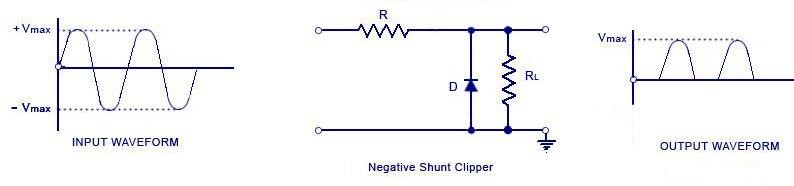 +Vmax
- Vmax
INPUT WAVEFORM
R
D
RL
Negative Shunt Clipper
Vmax
OUTPUT WAVEFORM